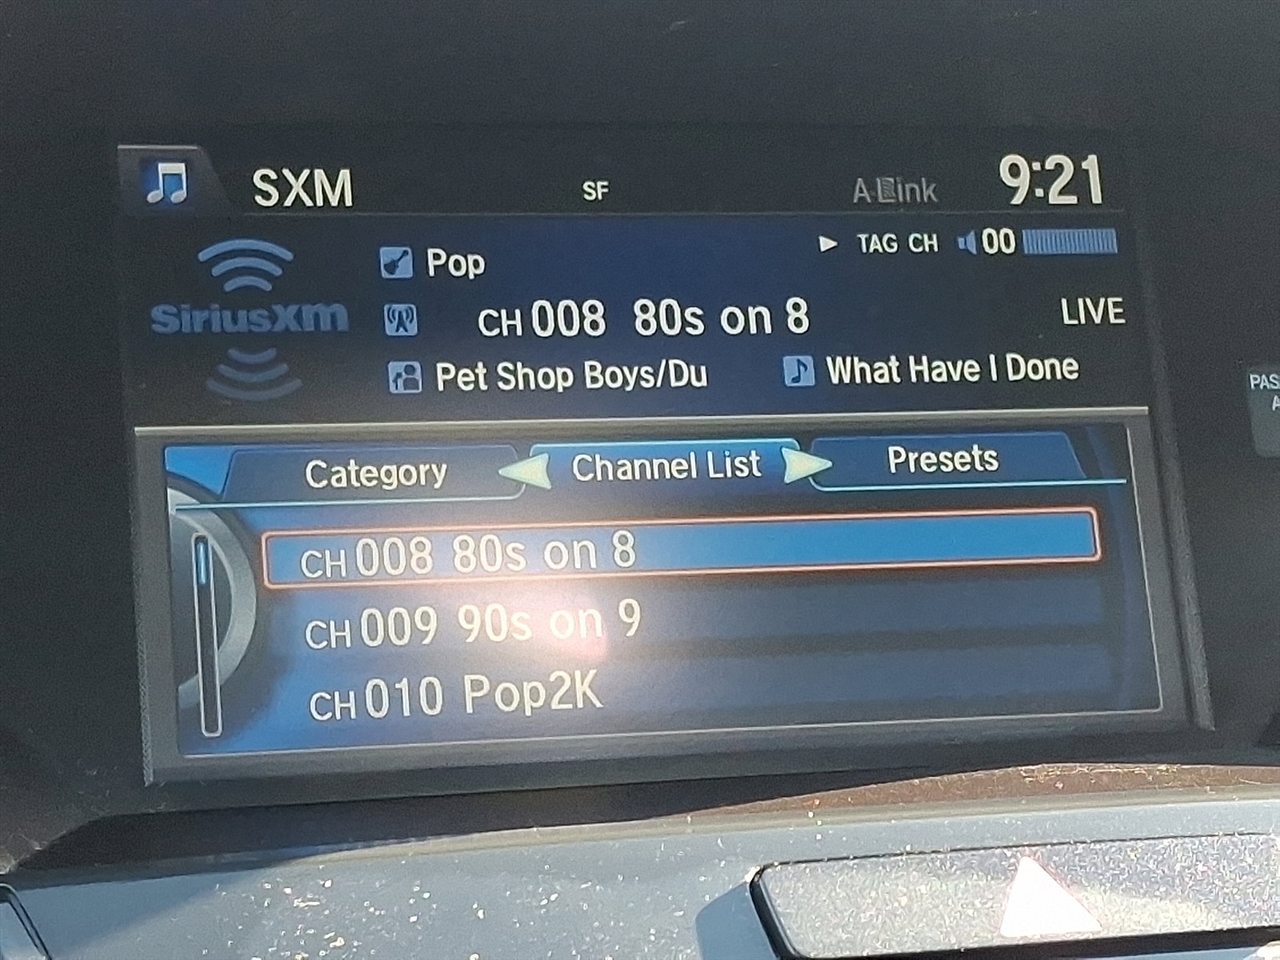 SXM SF A-Link 9:21
Pop TAG CH 00
SiriusXM CH 008 80s on 8 LIVE
Pet Shop Boys/Du What Have I Done
Category Channel List Presets
CH 008 80s on 8
CH 009 90s on 9
CH 010 Pop2K